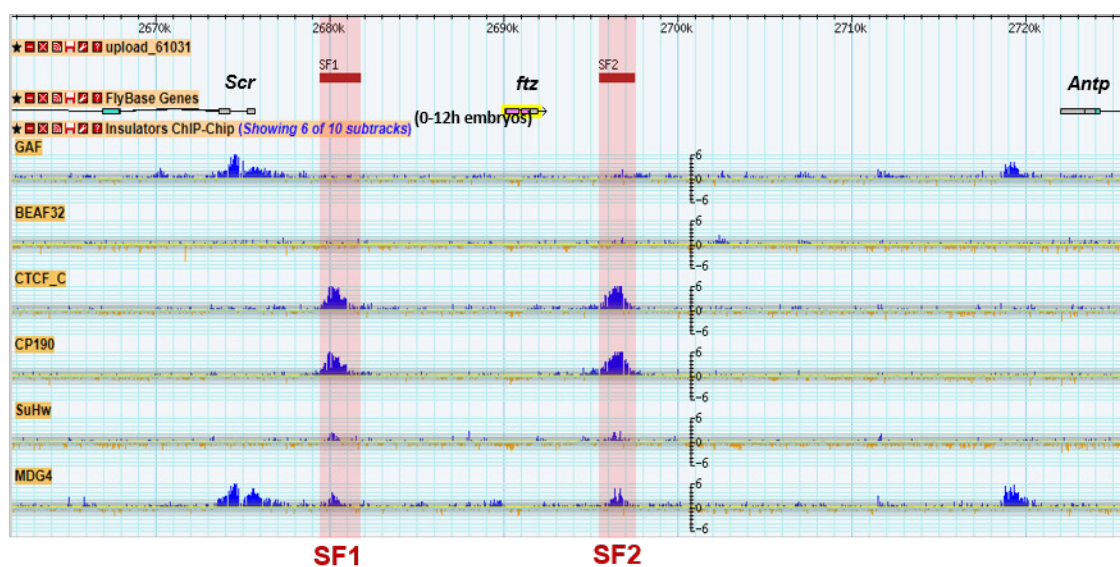 2670k 2680k 2690k 2700k 2710k 2720k
upload_61031
SF1 SF2
Scr ftz Antp
FlyBase Genes
(0-12h embryos)
Insulators ChIP-Chip (Showing 6 of 10 subtracks)
GAF
6
0
-6
BEAF32
6
0
-6
CTCF_C
6
0
-6
CP190
6
0
-6
SuHw
6
0
-6
MDG4
6
0
-6
SF1 SF2